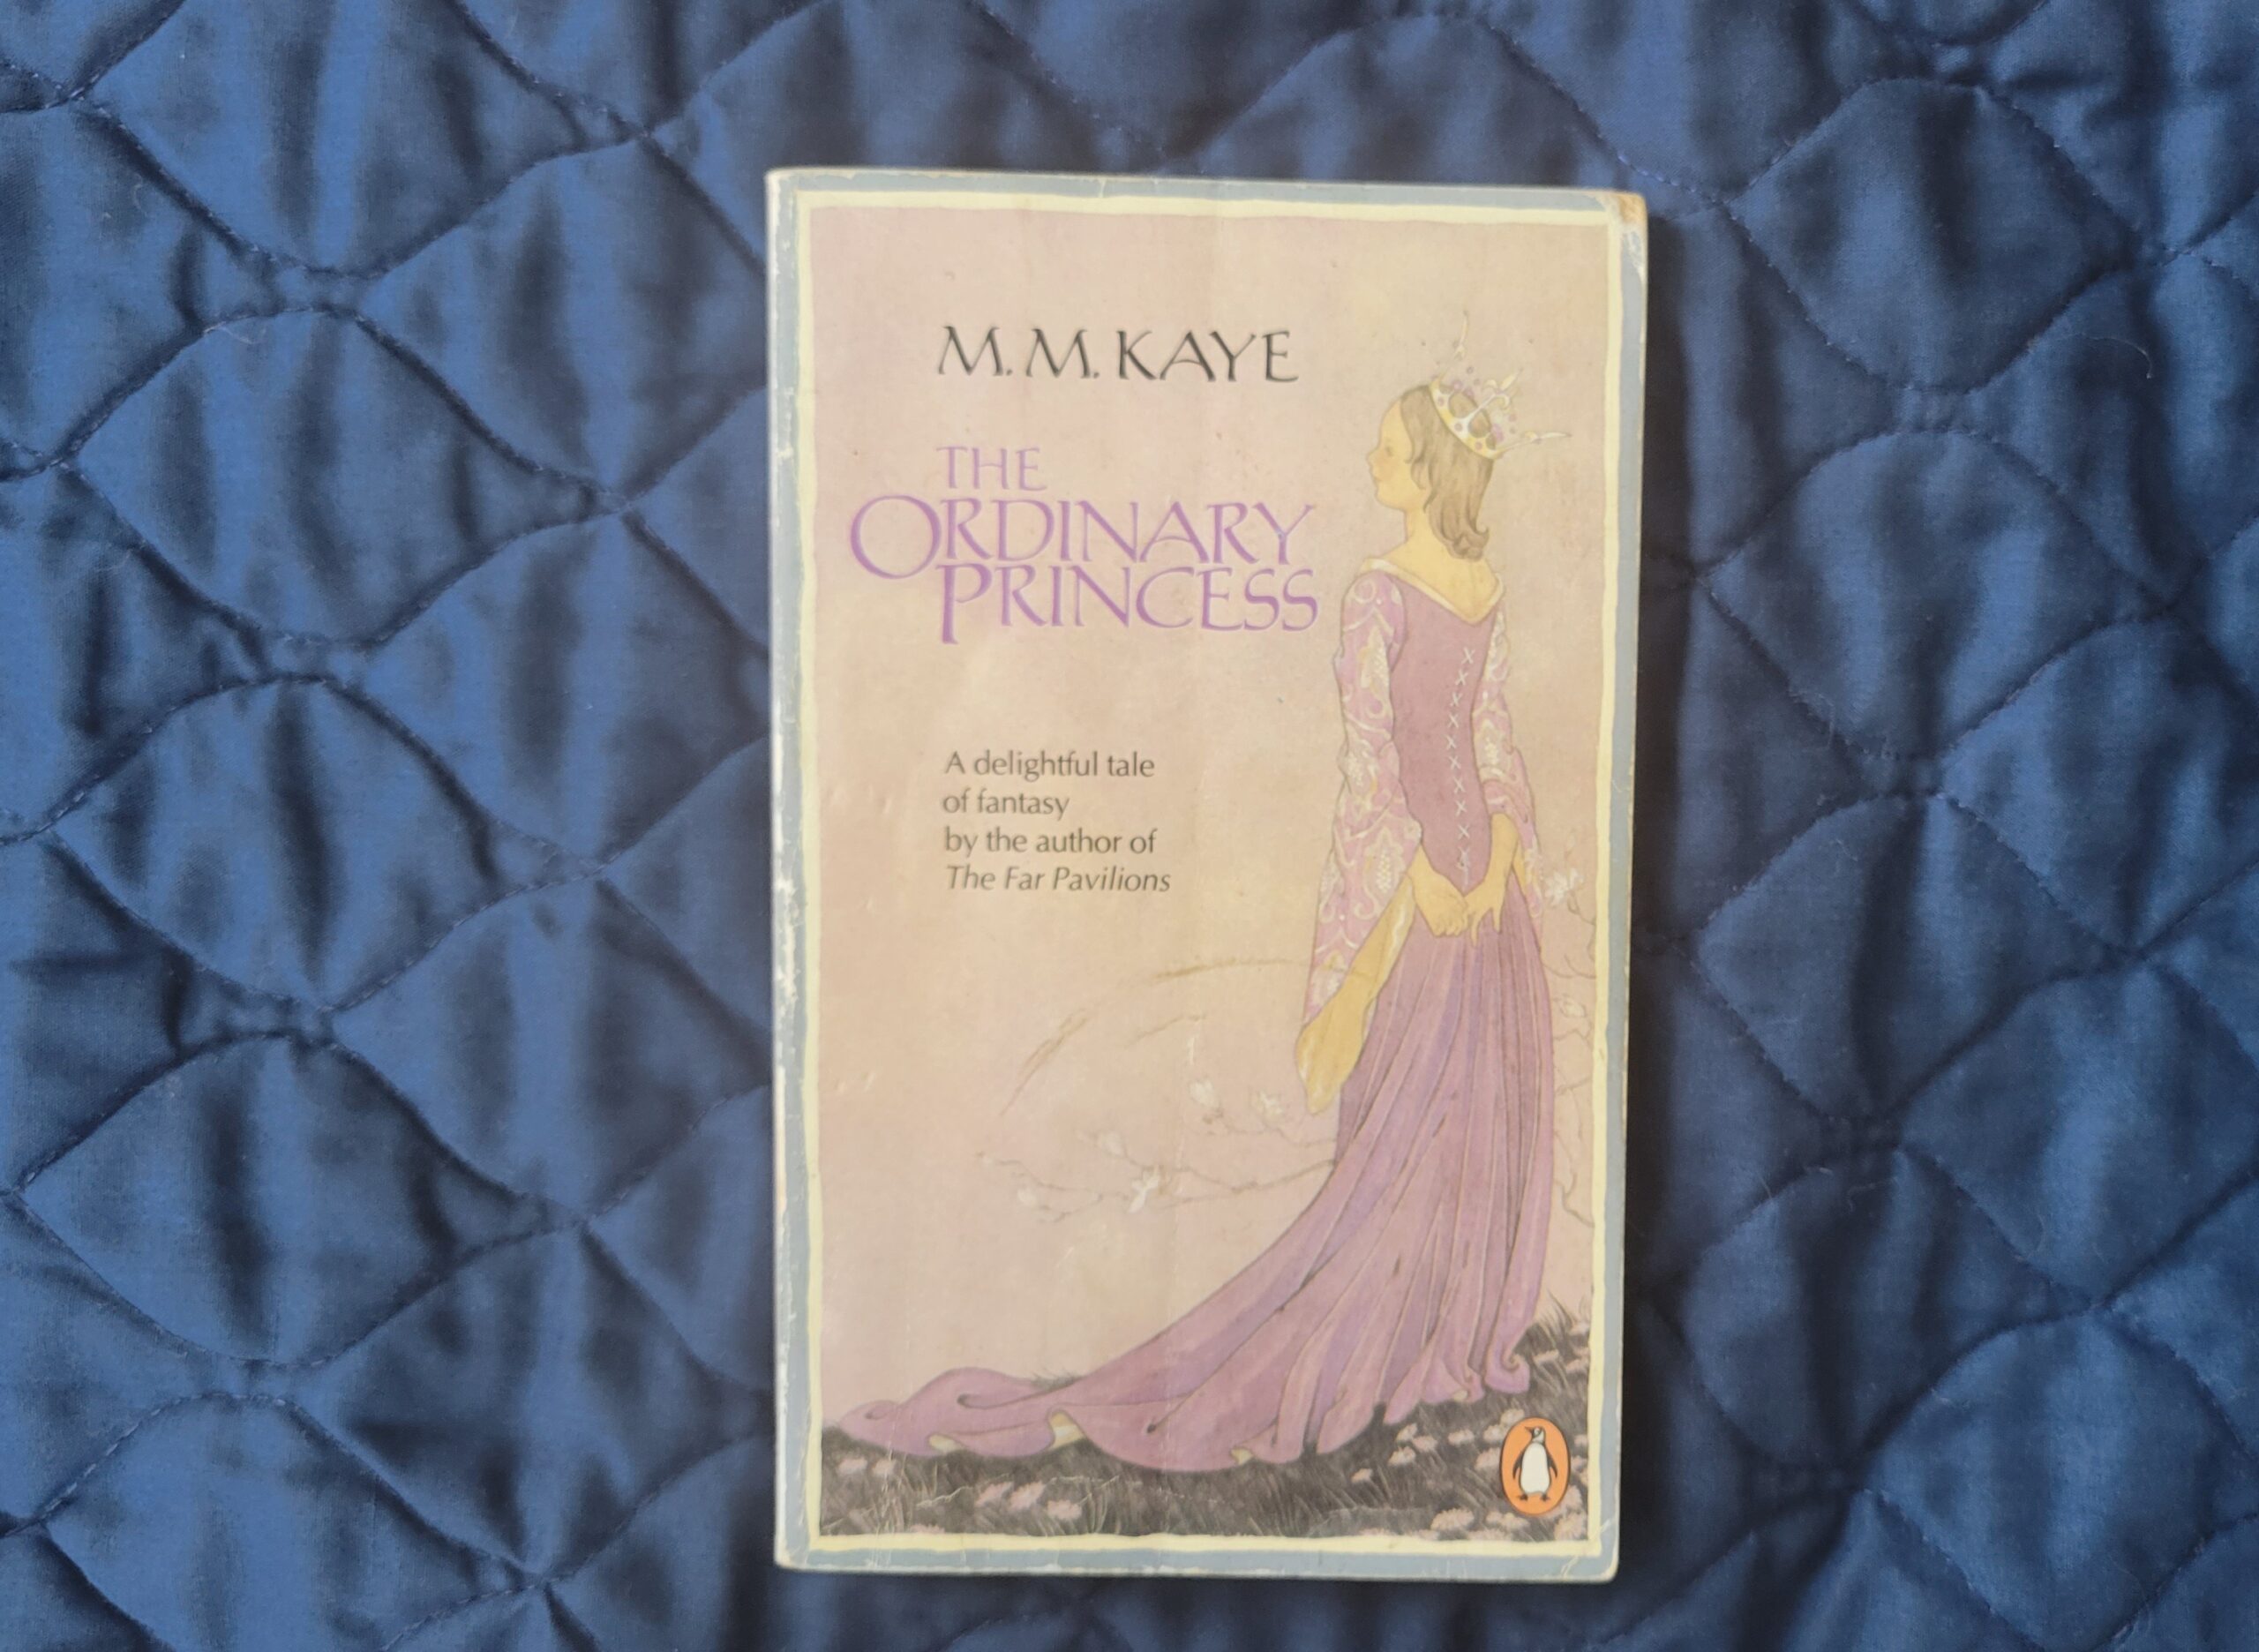 M. M. KAYE
THE
ORDINARY
PRINCESS
A delightful tale
of fantasy
by the author of
The Far Pavilions